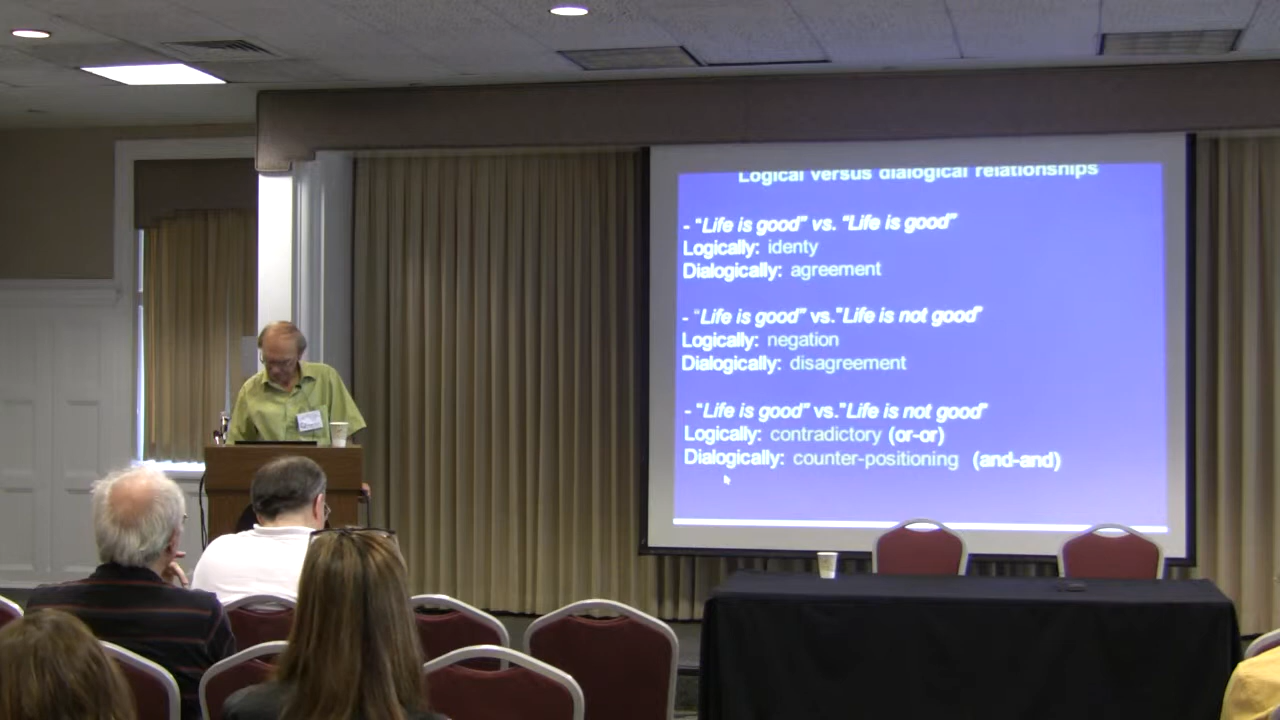 Logical versus dialogical relationships
- "Life is good" vs. "Life is good"
Logically: identy
Dialogically: agreement
- "Life is good" vs."Life is not good"
Logically: negation
Dialogically: disagreement
- "Life is good" vs."Life is not good"
Logically: contradictory (or-or)
Dialogically: counter-positioning (and-and)